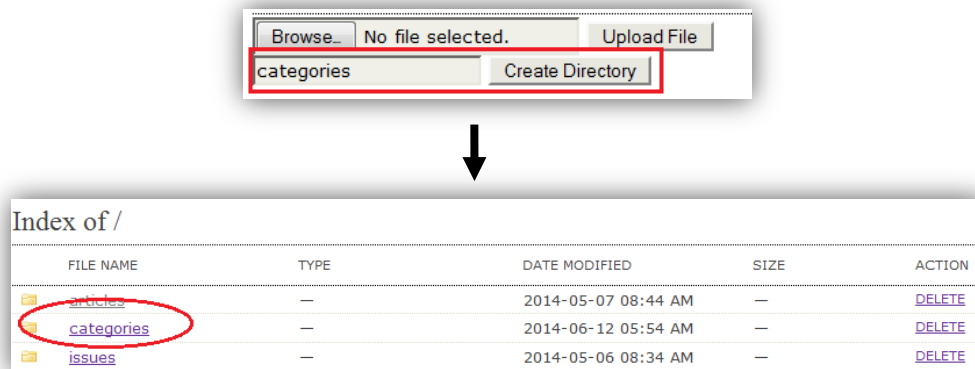 Browse_ No file selected. Upload File
categories Create Directory
Index of /
FILE NAME TYPE DATE MODIFIED SIZE ACTION
articles — 2014-05-07 08:44 AM — DELETE
categories — 2014-06-12 05:54 AM — DELETE
issues — 2014-05-06 08:34 AM — DELETE